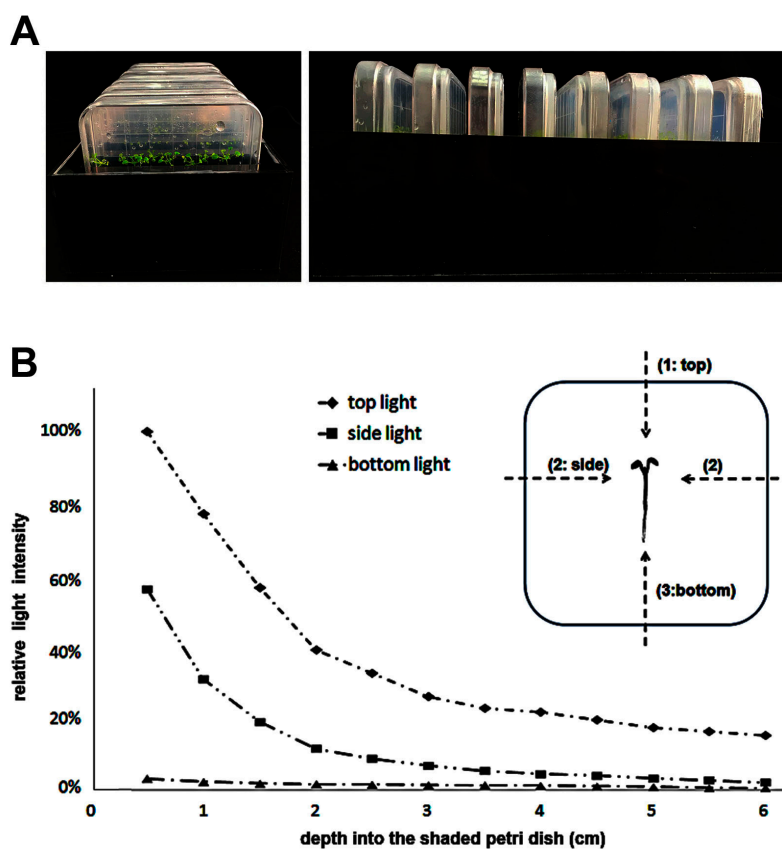 A
B
top light
side light
bottom light
(1: top)
(2: side)
(2)
(3:bottom)
100%
80%
60%
40%
20%
0%
relative light intensity
0 1 2 3 4 5 6
depth into the shaded petri dish (cm)